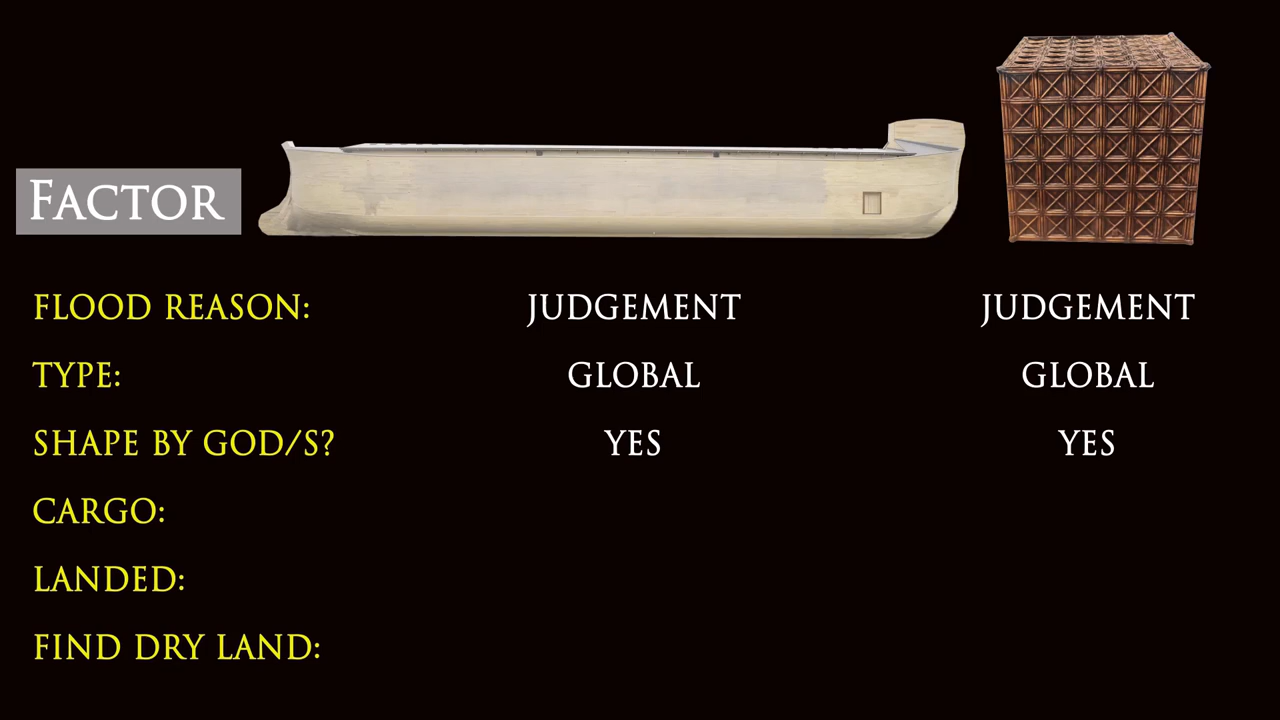 FACTOR
FLOOD REASON: JUDGEMENT JUDGEMENT
TYPE: GLOBAL GLOBAL
SHAPE BY GOD/S? YES YES
CARGO:
LANDED:
FIND DRY LAND: